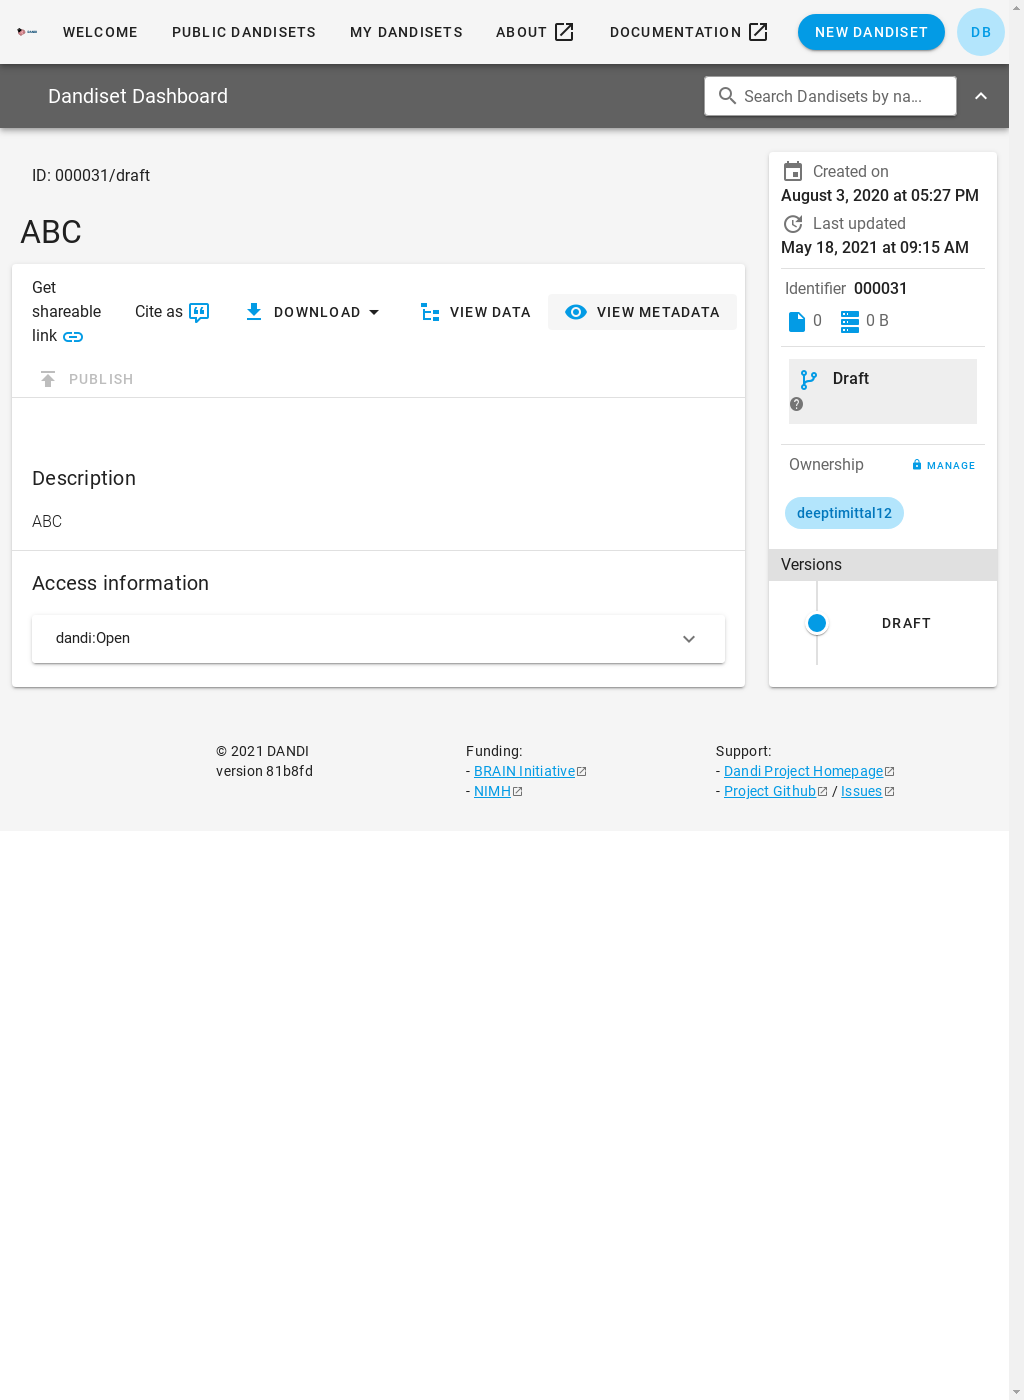 WELCOME PUBLIC DANDISETS MY DANDISETS ABOUT DOCUMENTATION NEW DANDISET DB
Dandiset Dashboard
Search Dandisets by na...
ID: 000031/draft
ABC
Get
shareable
link
Cite as
DOWNLOAD
VIEW DATA
VIEW METADATA
PUBLISH
Description
ABC
Access information
dandi:Open
Created on
August 3, 2020 at 05:27 PM
Last updated
May 18, 2021 at 09:15 AM
Identifier 000031
0 0 B
Draft
Ownership MANAGE
deeptimittal12
Versions
DRAFT
© 2021 DANDI
version 81b8fd
Funding:
- BRAIN Initiative
- NIMH
Support:
- Dandi Project Homepage
- Project Github / Issues